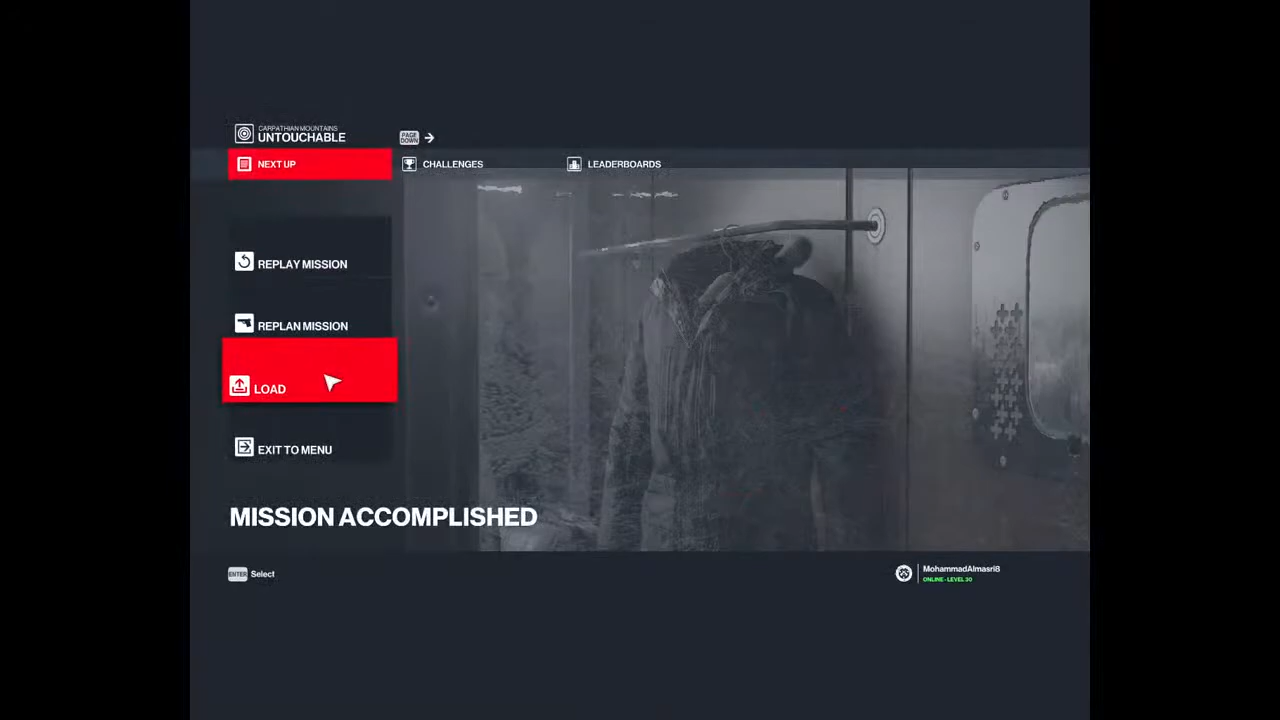 CARPATHIAN MOUNTAINS
UNTOUCHABLE
PAGE DOWN
NEXT UP
CHALLENGES
LEADERBOARDS
REPLAY MISSION
REPLAN MISSION
LOAD
EXIT TO MENU
MISSION ACCOMPLISHED
ENTER Select
MohammadAlmasri8
ONLINE - LEVEL 20